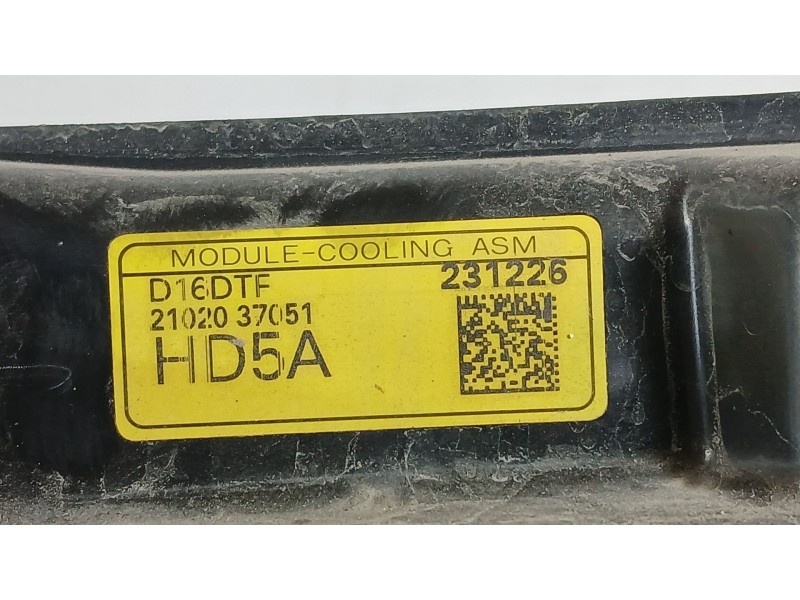 MODULE-COOLING ASM
D16DTF 231226
21020 37051
HD5A